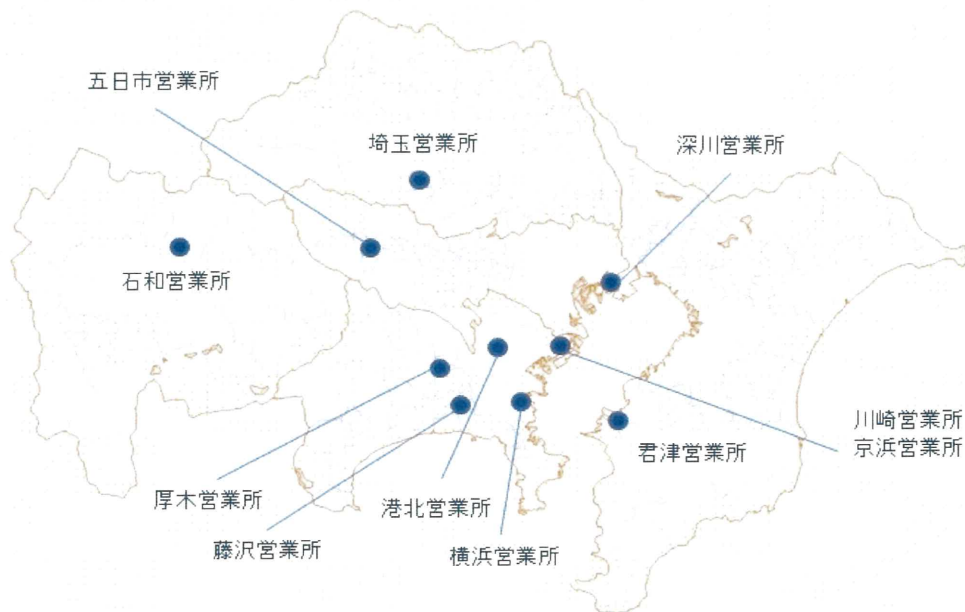 五日市営業所
埼玉営業所
深川営業所
石和営業所
川崎営業所
京浜営業所
君津営業所
厚木営業所
港北営業所
藤沢営業所
横浜営業所